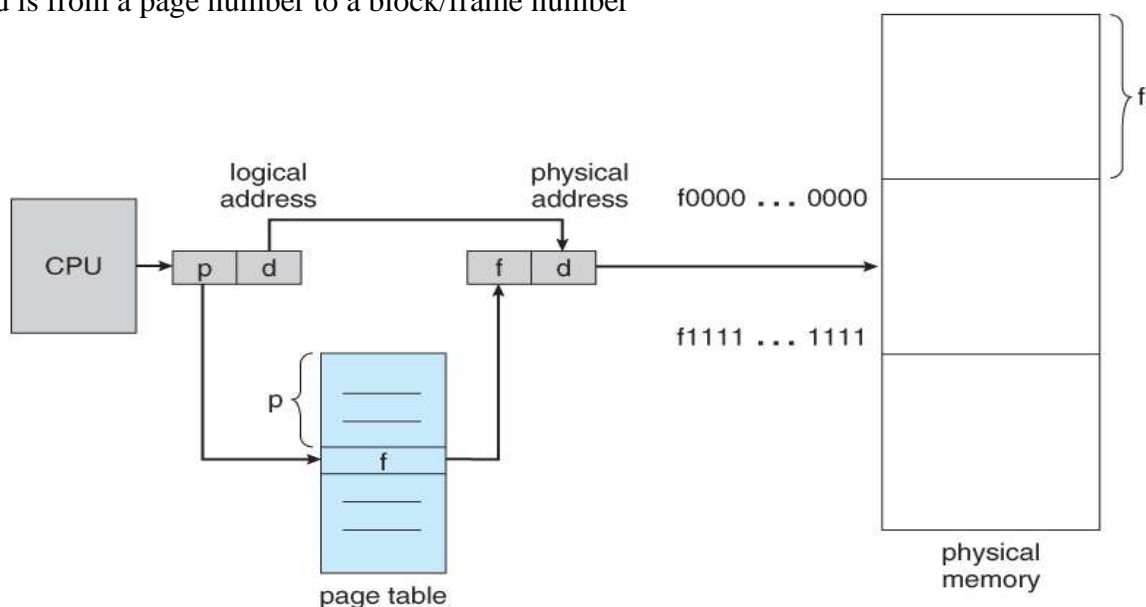 is from a page number to a block/frame number
f
logical
address
physical
address
f0000 ... 0000
CPU
p
d
f
d
f1111 ... 1111
p
f
page table
physical
memory